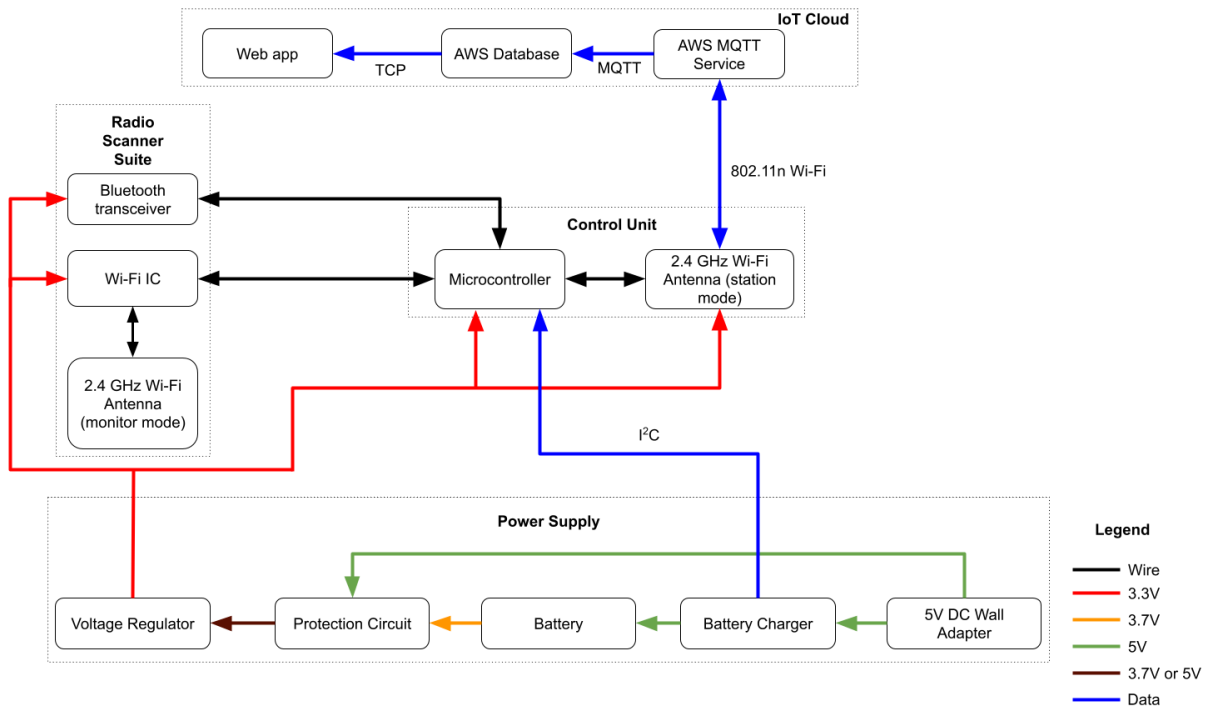 IoT Cloud
Web app
AWS Database
AWS MQTT
Service
TCP
MQTT
Radio
Scanner
Suite
Bluetooth
transceiver
802.11n Wi-Fi
Control Unit
Wi-Fi IC
Microcontroller
2.4 GHz Wi-Fi
Antenna (station
mode)
2.4 GHz Wi-Fi
Antenna
(monitor mode)
I²C
Power Supply
Voltage Regulator
Protection Circuit
Battery
Battery Charger
5V DC Wall
Adapter
Legend
Wire
3.3V
3.7V
5V
3.7V or 5V
Data